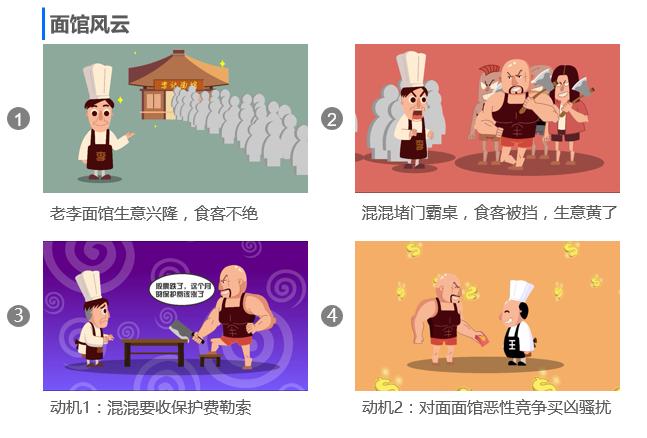 面馆风云
1
李记面馆
李
老李面馆生意兴隆，食客不绝
2
混混堵门霸桌，食客被挡，生意黄了
3
股票跌了，这个月
的保护费该涨了
动机1：混混要收保护费勒索
4
王
动机2：对面面馆恶性竞争买凶骚扰